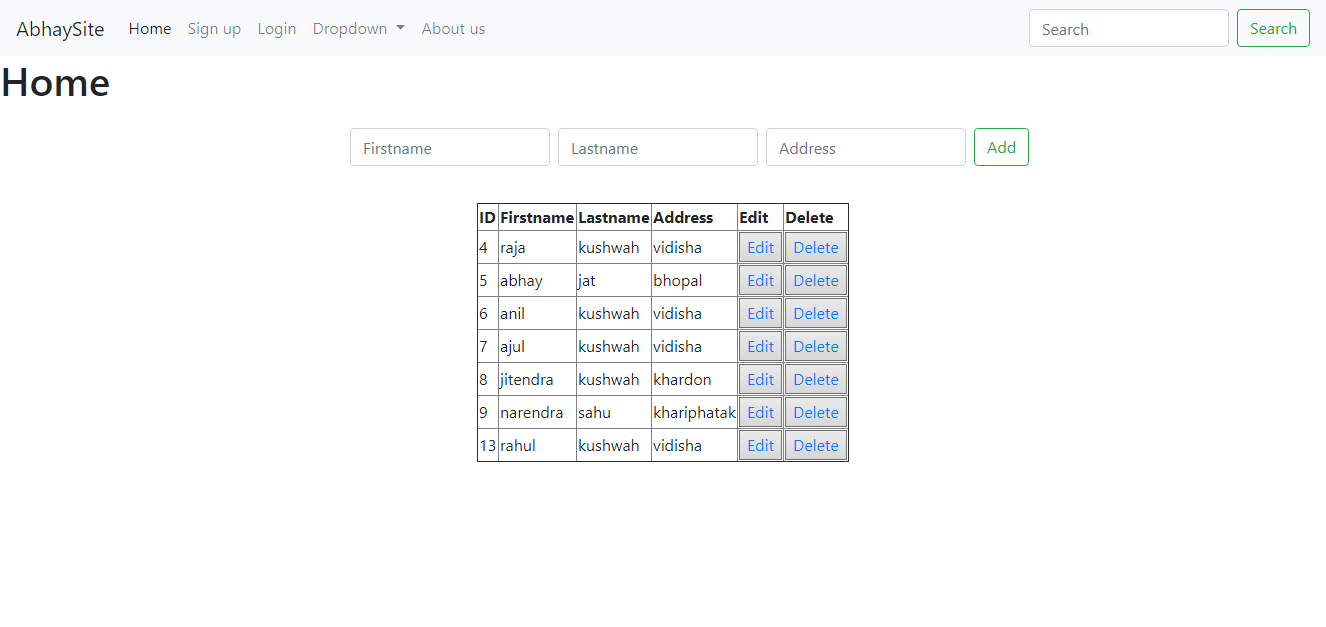 AbhaySite Home Sign up Login Dropdown About us Search Search
Home
Firstname Lastname Address Add
ID Firstname Lastname Address Edit Delete
4 raja kushwah vidisha Edit Delete
5 abhay jat bhopal Edit Delete
6 anil kushwah vidisha Edit Delete
7 ajul kushwah vidisha Edit Delete
8 jitendra kushwah khardon Edit Delete
9 narendra sahu khariphatak Edit Delete
13 rahul kushwah vidisha Edit Delete